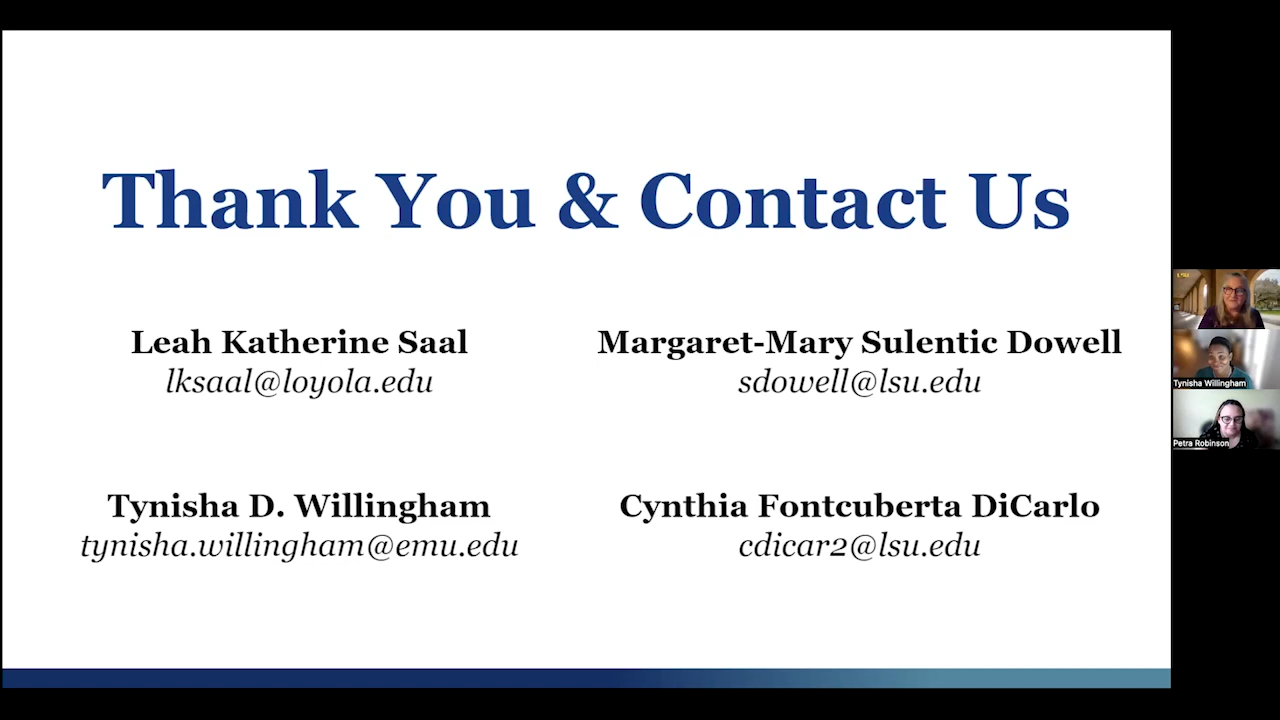 Thank You & Contact Us
Leah Katherine Saal
lksaal@loyola.edu
Margaret-Mary Sulentic Dowell
sdowell@lsu.edu
Tynisha D. Willingham
tynisha.willingham@emu.edu
Cynthia Fontcuberta DiCarlo
cdicar2@lsu.edu
LSU
Tynisha Willingham
Petra Robinson